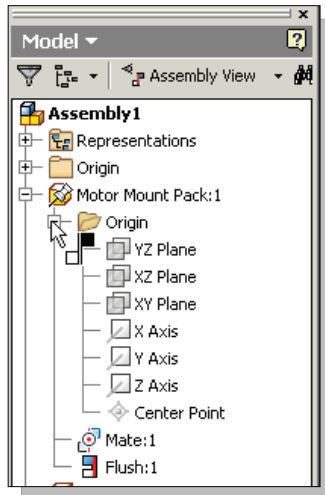 Model
Assembly View
Assembly1
Representations
Origin
Motor Mount Pack:1
Origin
YZ Plane
XZ Plane
XY Plane
X Axis
Y Axis
Z Axis
Center Point
Mate:1
Flush:1